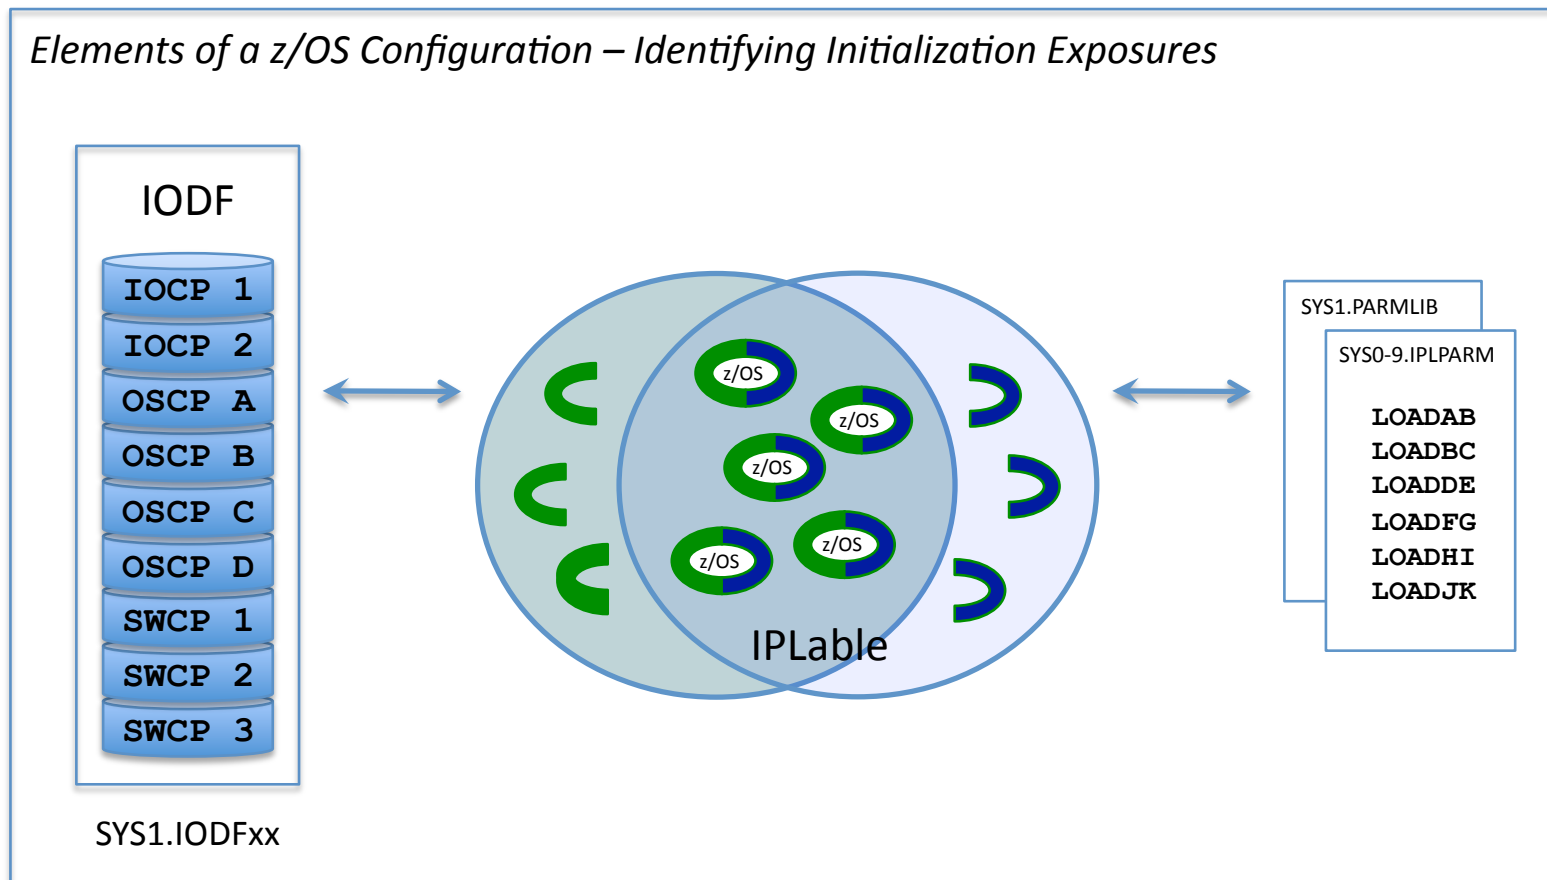 Elements of a z/OS Configuration – Identifying Initialization Exposures
IODF
IOCP 1
IOCP 2
OSCP A
OSCP B
OSCP C
OSCP D
SWCP 1
SWCP 2
SWCP 3
SYS1.IODFxx
z/OS
z/OS
z/OS
z/OS
z/OS
IPLable
SYS1.PARMLIB
SYS0-9.IPLPARM
LOADAB
LOADBC
LOADDE
LOADFG
LOADHI
LOADJK